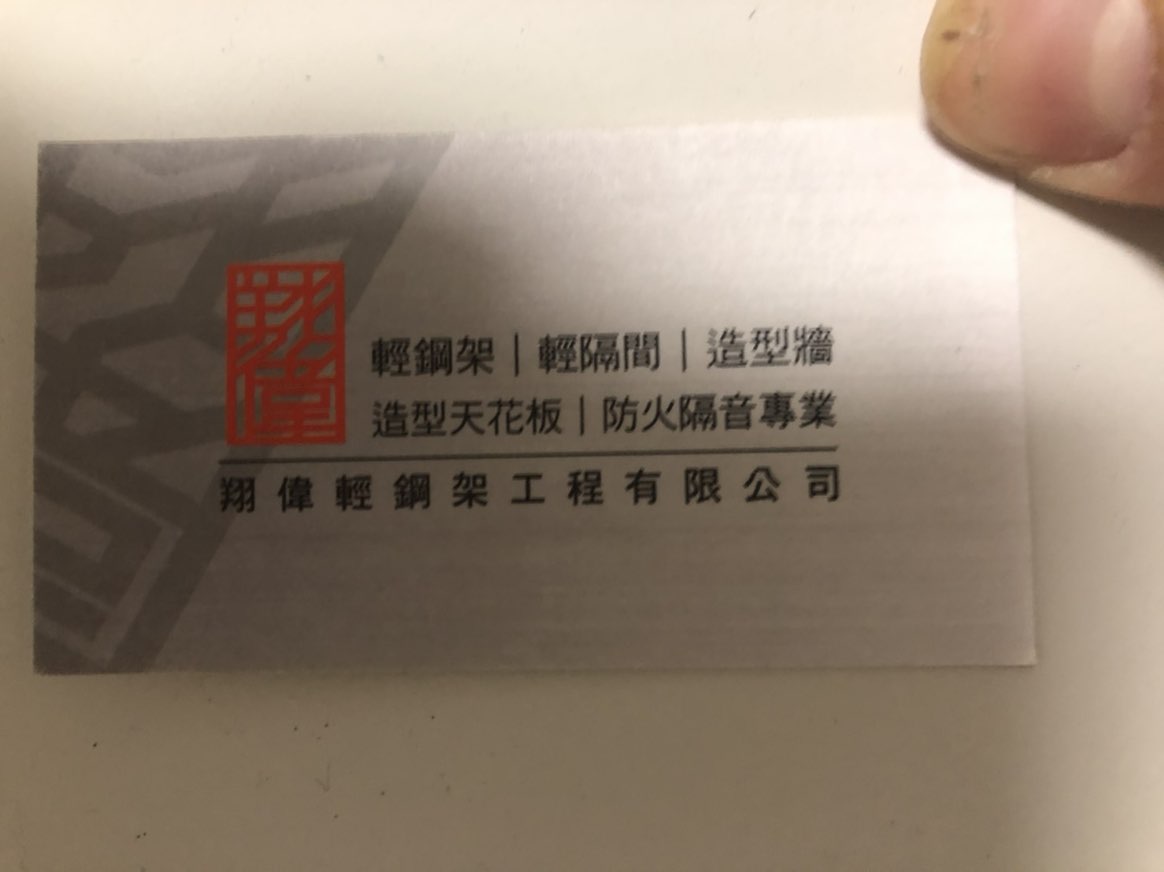 翔偉
輕鋼架｜輕隔間｜造型牆
造型天花板｜防火隔音專業
翔偉輕鋼架工程有限公司